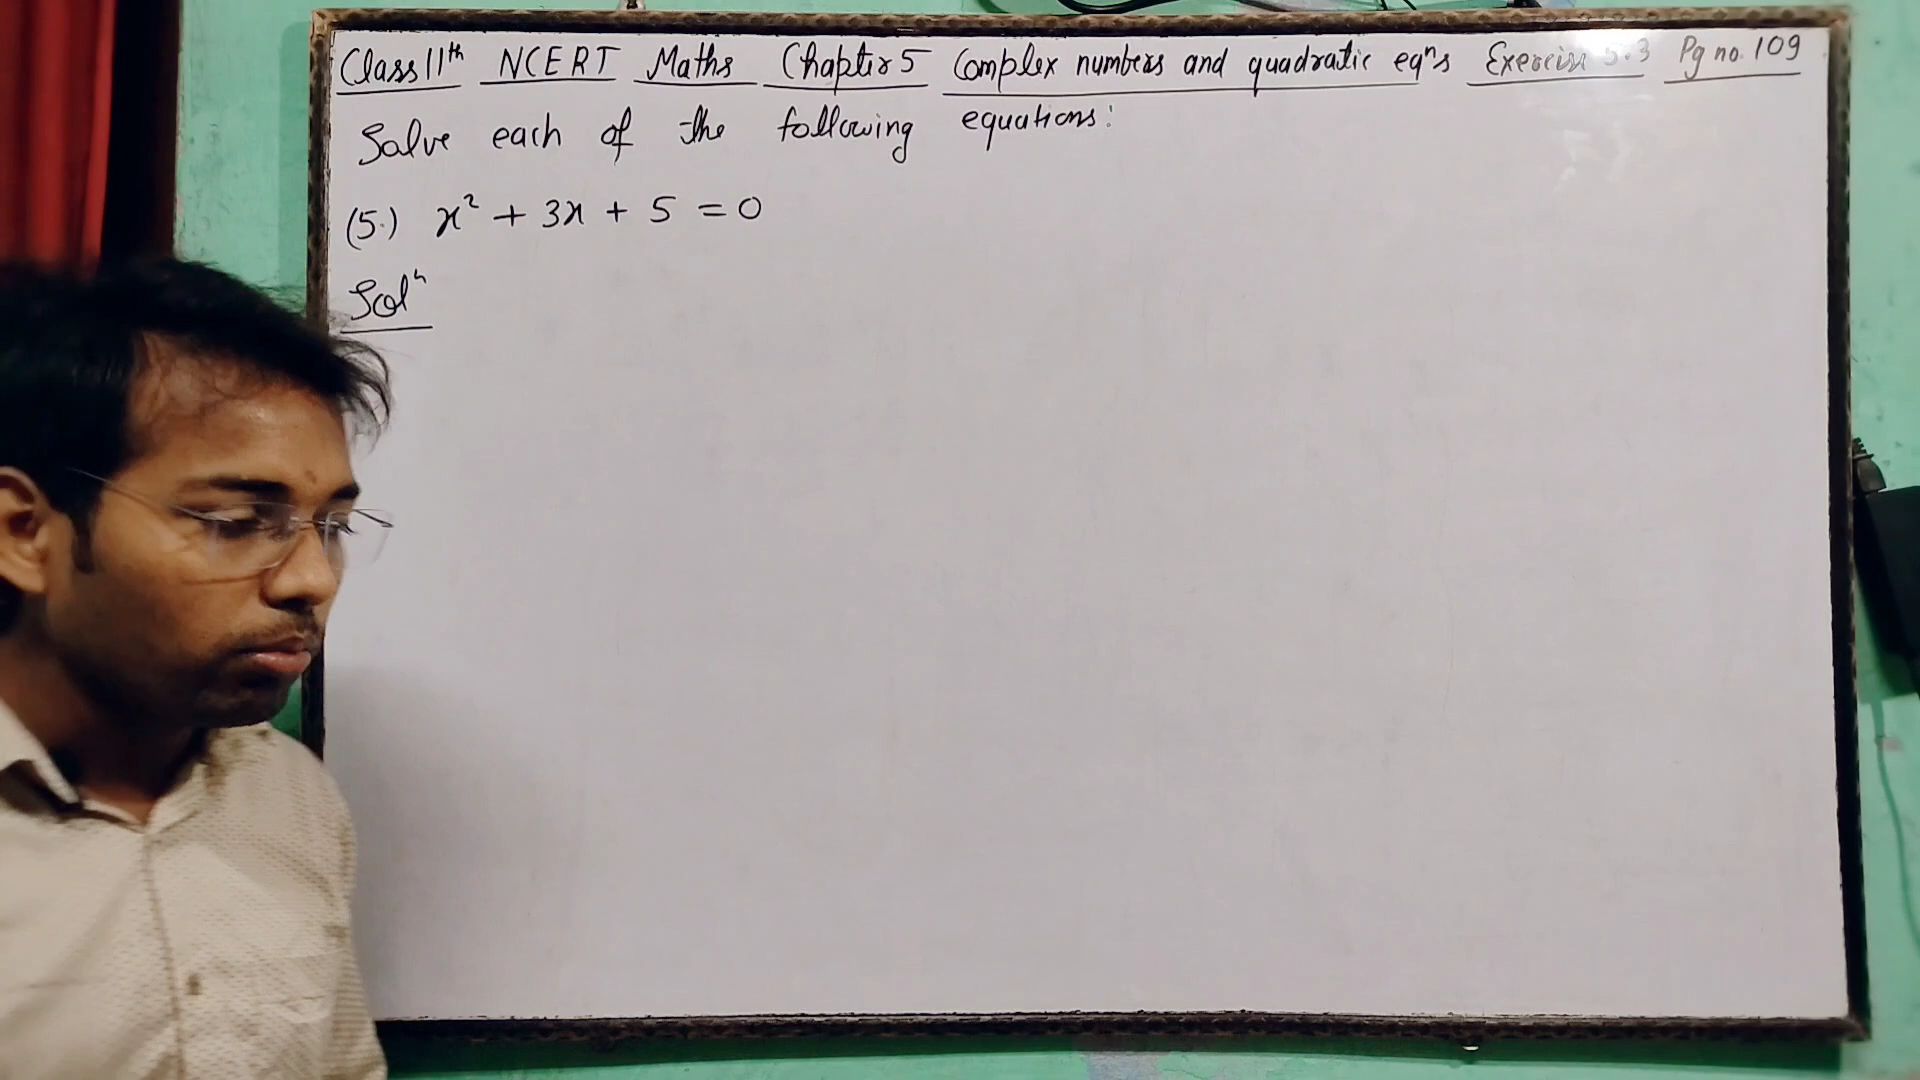 Class 11th NCERT Maths Chapter 5 Complex numbers and quadratic eqⁿs Exercise 5.3 Pg no. 109
Solve each of the following equations:
(5.) x² + 3x + 5 = 0
Solⁿ